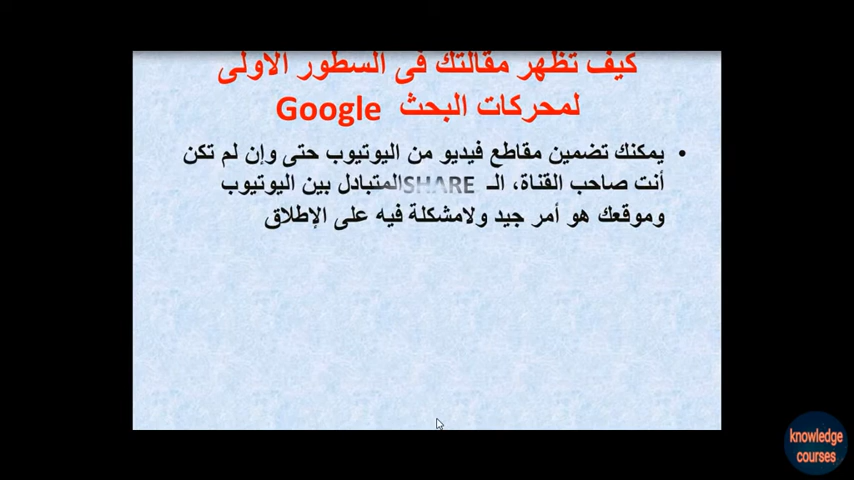 كيف تظهر مقالتك فى السطور الاولى
لمحركات البحث Google
• يمكنك تضمين مقاطع فيديو من اليوتيوب حتى وإن لم تكن
أنت صاحب القناة، الـ SHARE المتبادل بين اليوتيوب
وموقعك هو أمر جيد ولامشكلة فيه على الإطلاق
knowledge
courses